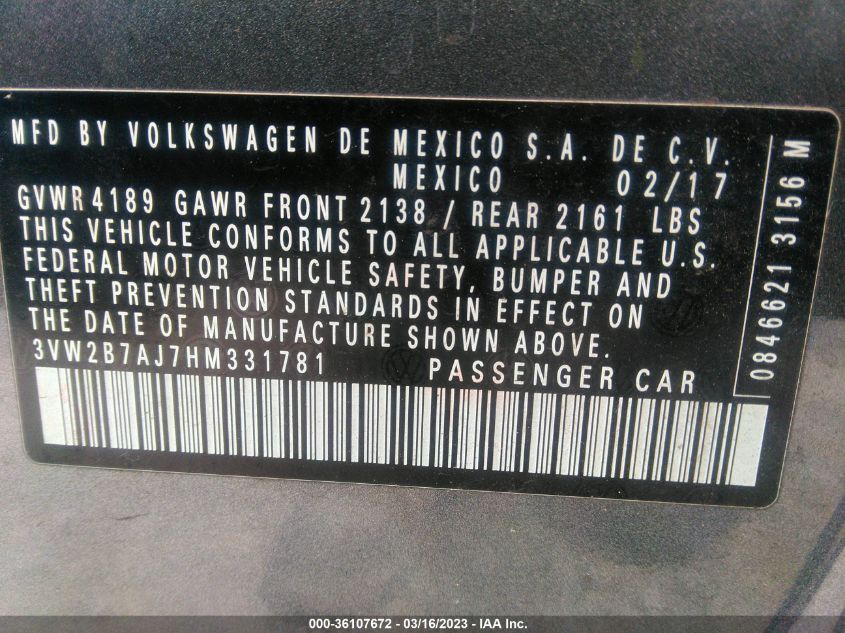 MFD BY VOLKSWAGEN DE MEXICO S.A. DE C.V.
MEXICO 02/17
GVWR 4189 GAWR FRONT 2138 / REAR 2161 LBS
THIS VEHICLE CONFORMS TO ALL APPLICABLE U.S.
FEDERAL MOTOR VEHICLE SAFETY, BUMPER AND
THEFT PREVENTION STANDARDS IN EFFECT ON
THE DATE OF MANUFACTURE SHOWN ABOVE.
3VW2B7AJ7HM331781 PASSENGER CAR
0846621 3156 M
000-36107672 - 03/16/2023 - IAA Inc.